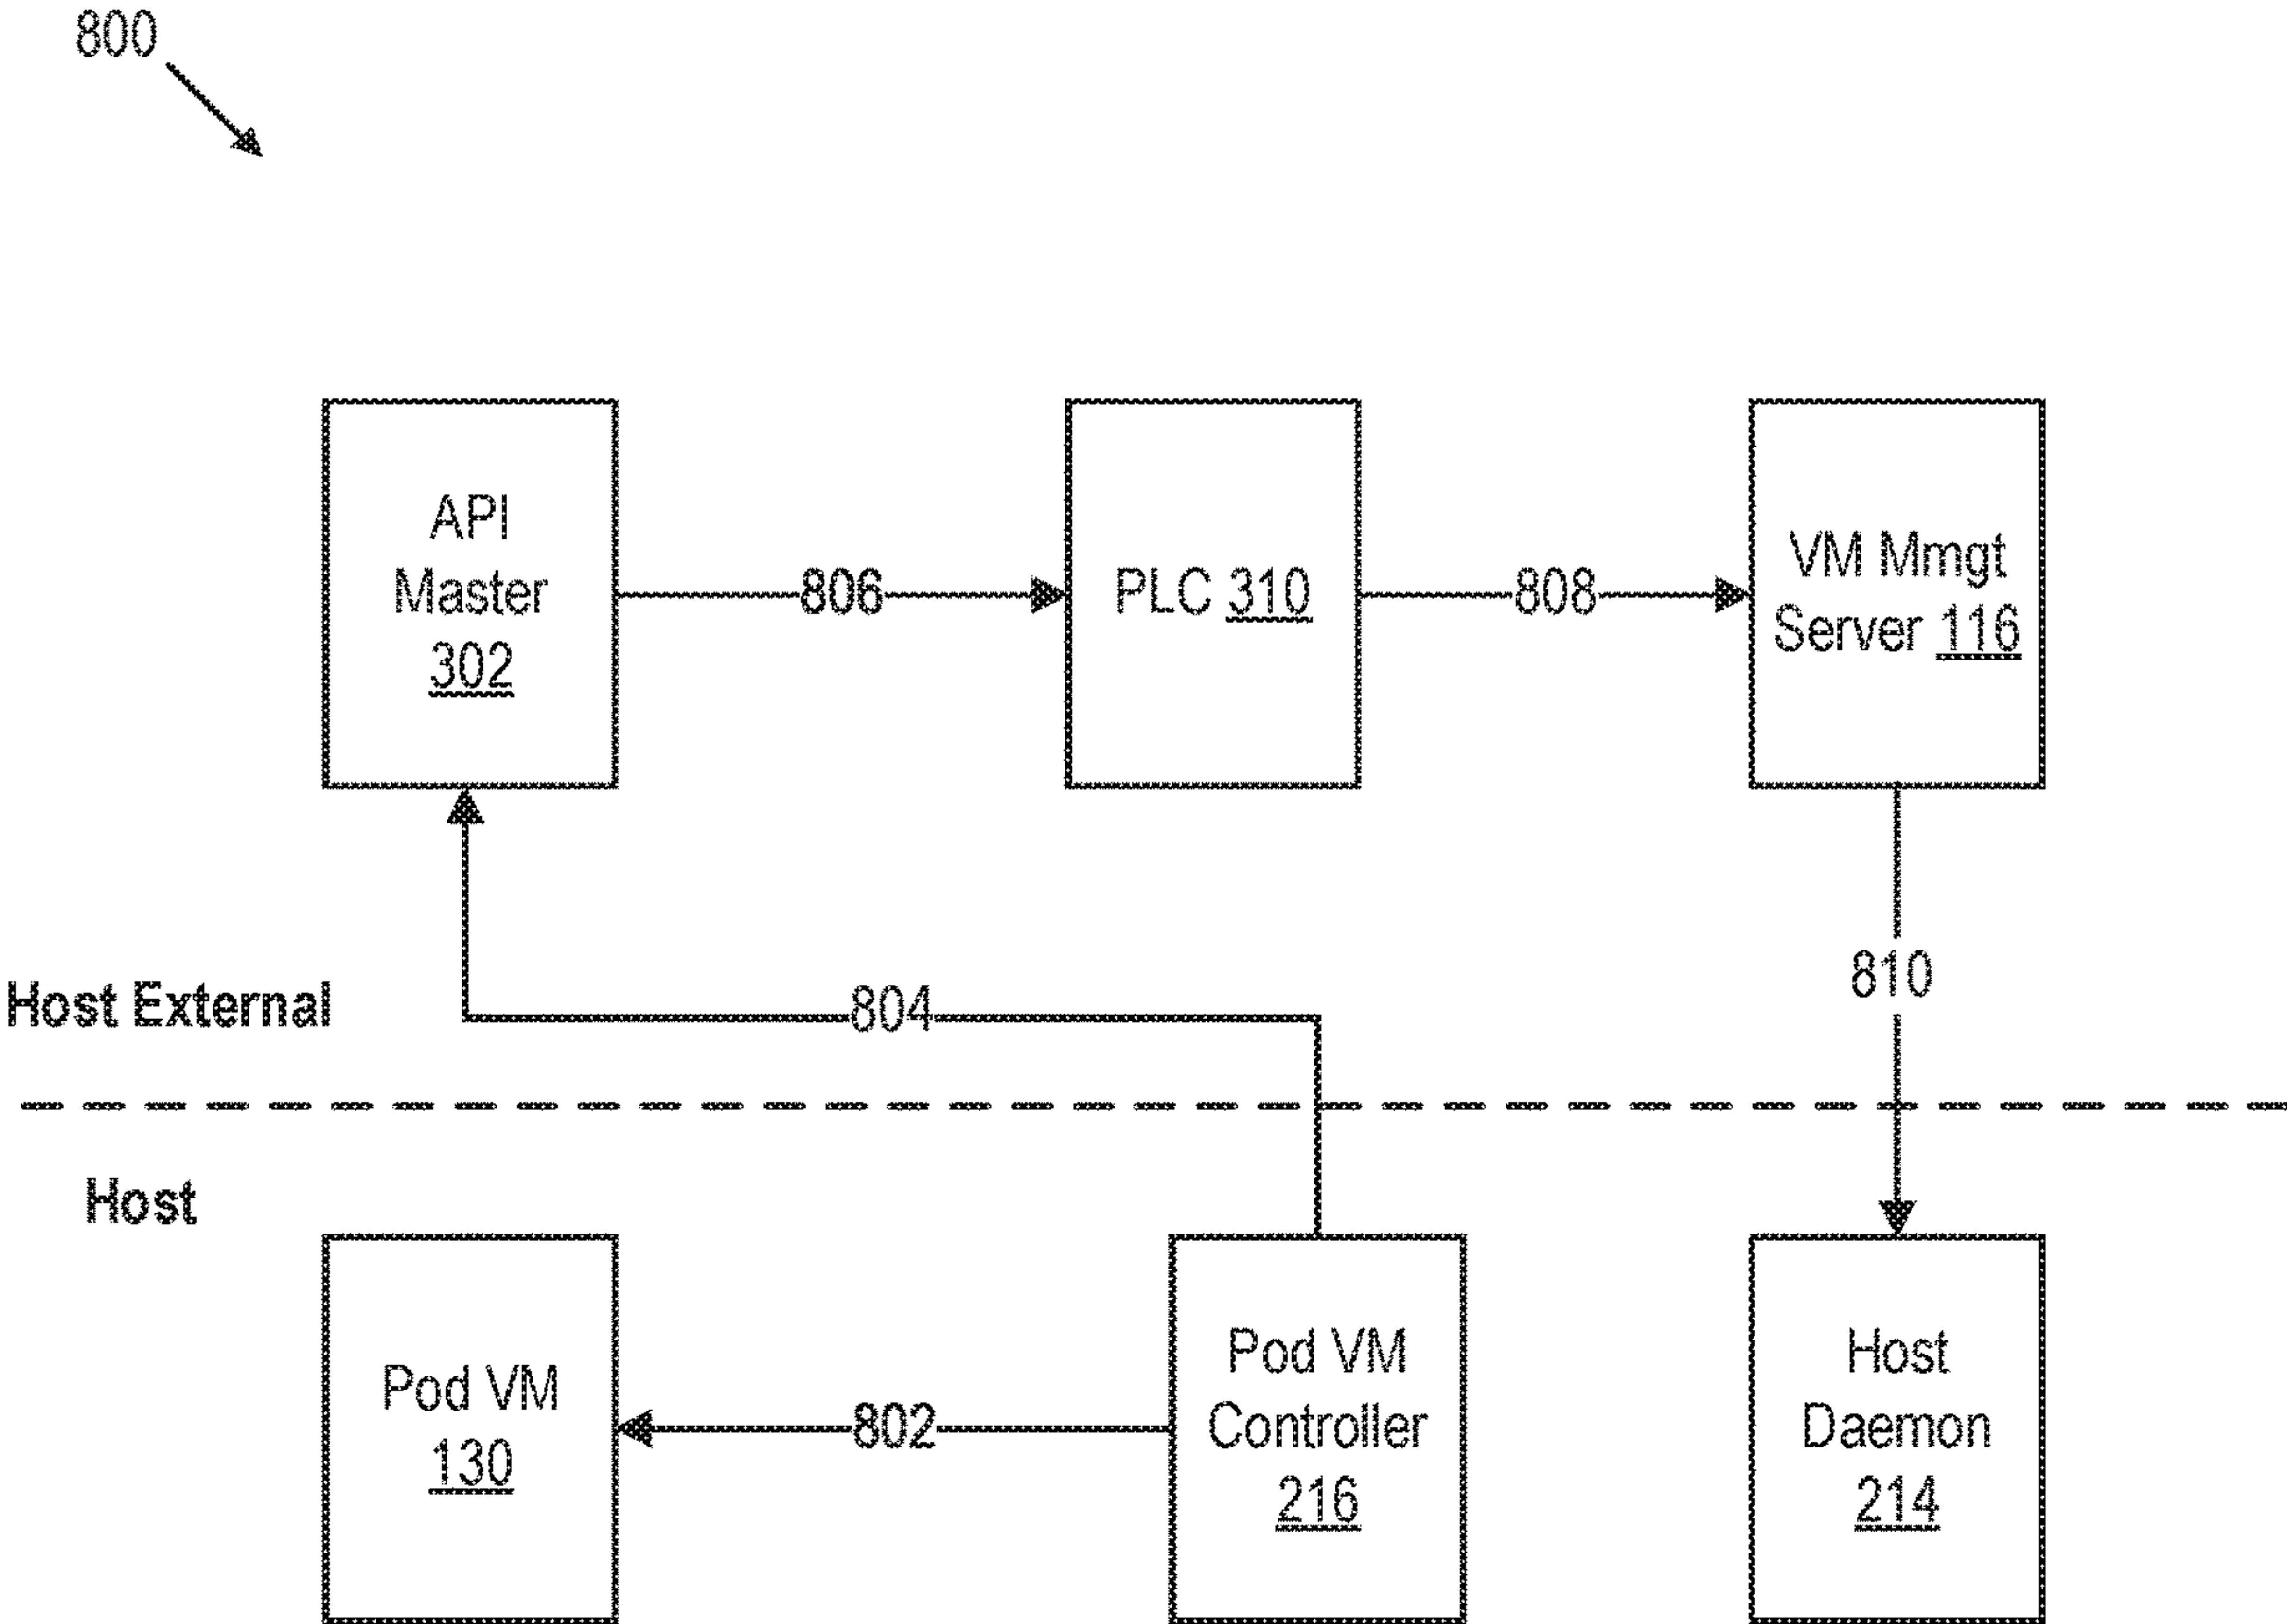 800
API
Master
302
806
PLC 310
808
VM Mmgt
Server 116
810
Host External
804
Host
Pod VM
130
802
Pod VM
Controller
216
Host
Daemon
214